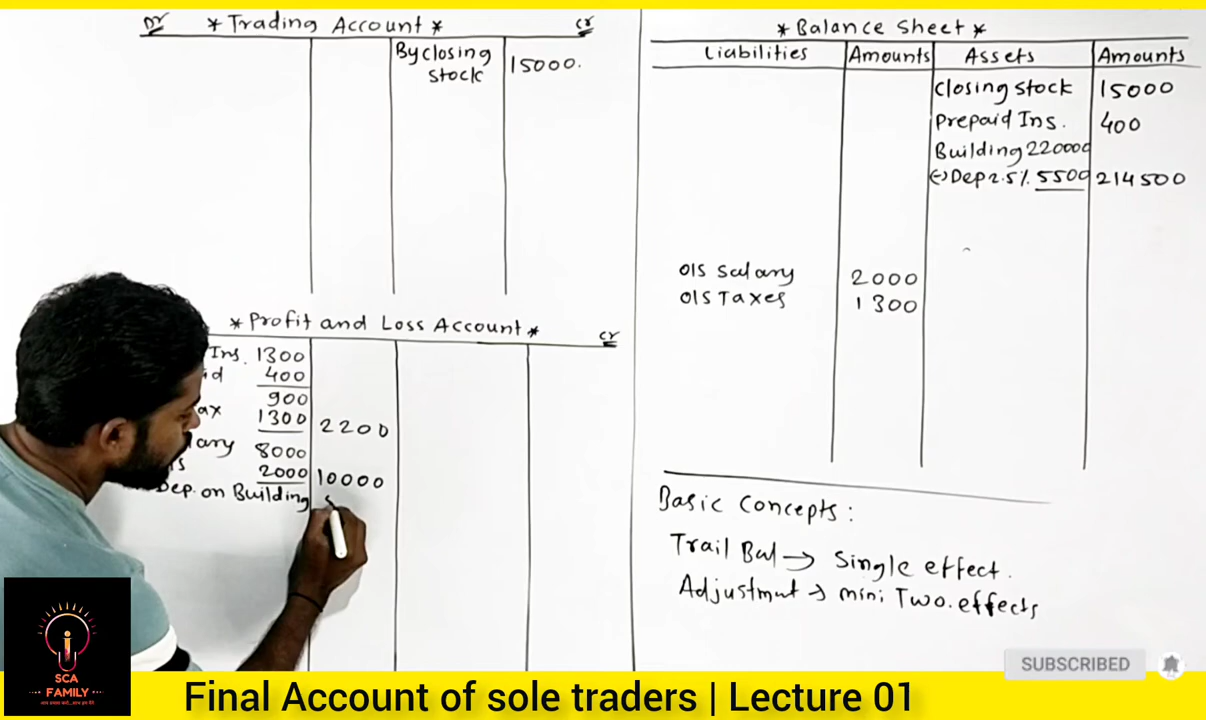 Dr * Trading Account * Cr
By closing
stock 15000.
* Profit and Loss Account * Cr
Ins. 1300
400
900
1300 2200
8000
2000 10000
Dep. on Building
* Balance Sheet *
Liabilities Amounts Assets Amounts
Closing stock 15000
Prepaid Ins. 400
Building 220000
(-) Dep 2.5% 5500 214500
O/S Salary 2000
O/S Taxes 1300
Basic Concepts:
Trail Bal → Single effect.
Adjustmut → mini Two effects
SUBSCRIBED
SCA
FAMILY
Final Account of sole traders | Lecture 01